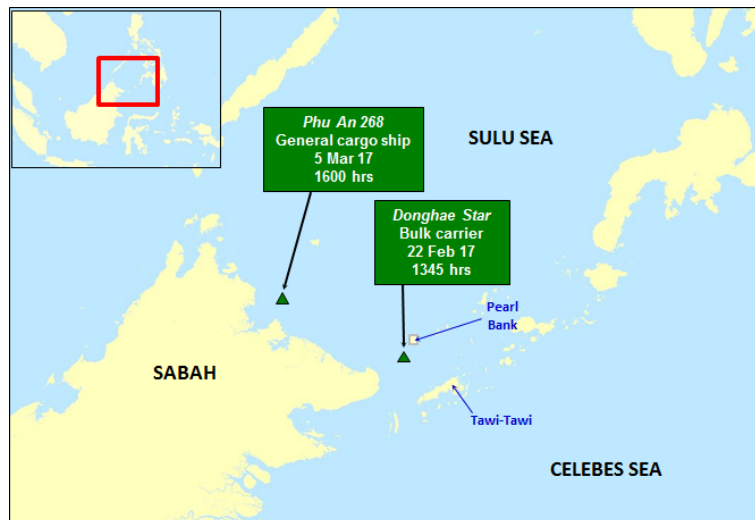 Phu An 268
General cargo ship
5 Mar 17
1600 hrs
SULU SEA
Donghae Star
Bulk carrier
22 Feb 17
1345 hrs
Pearl
Bank
SABAH
Tawi-Tawi
CELEBES SEA